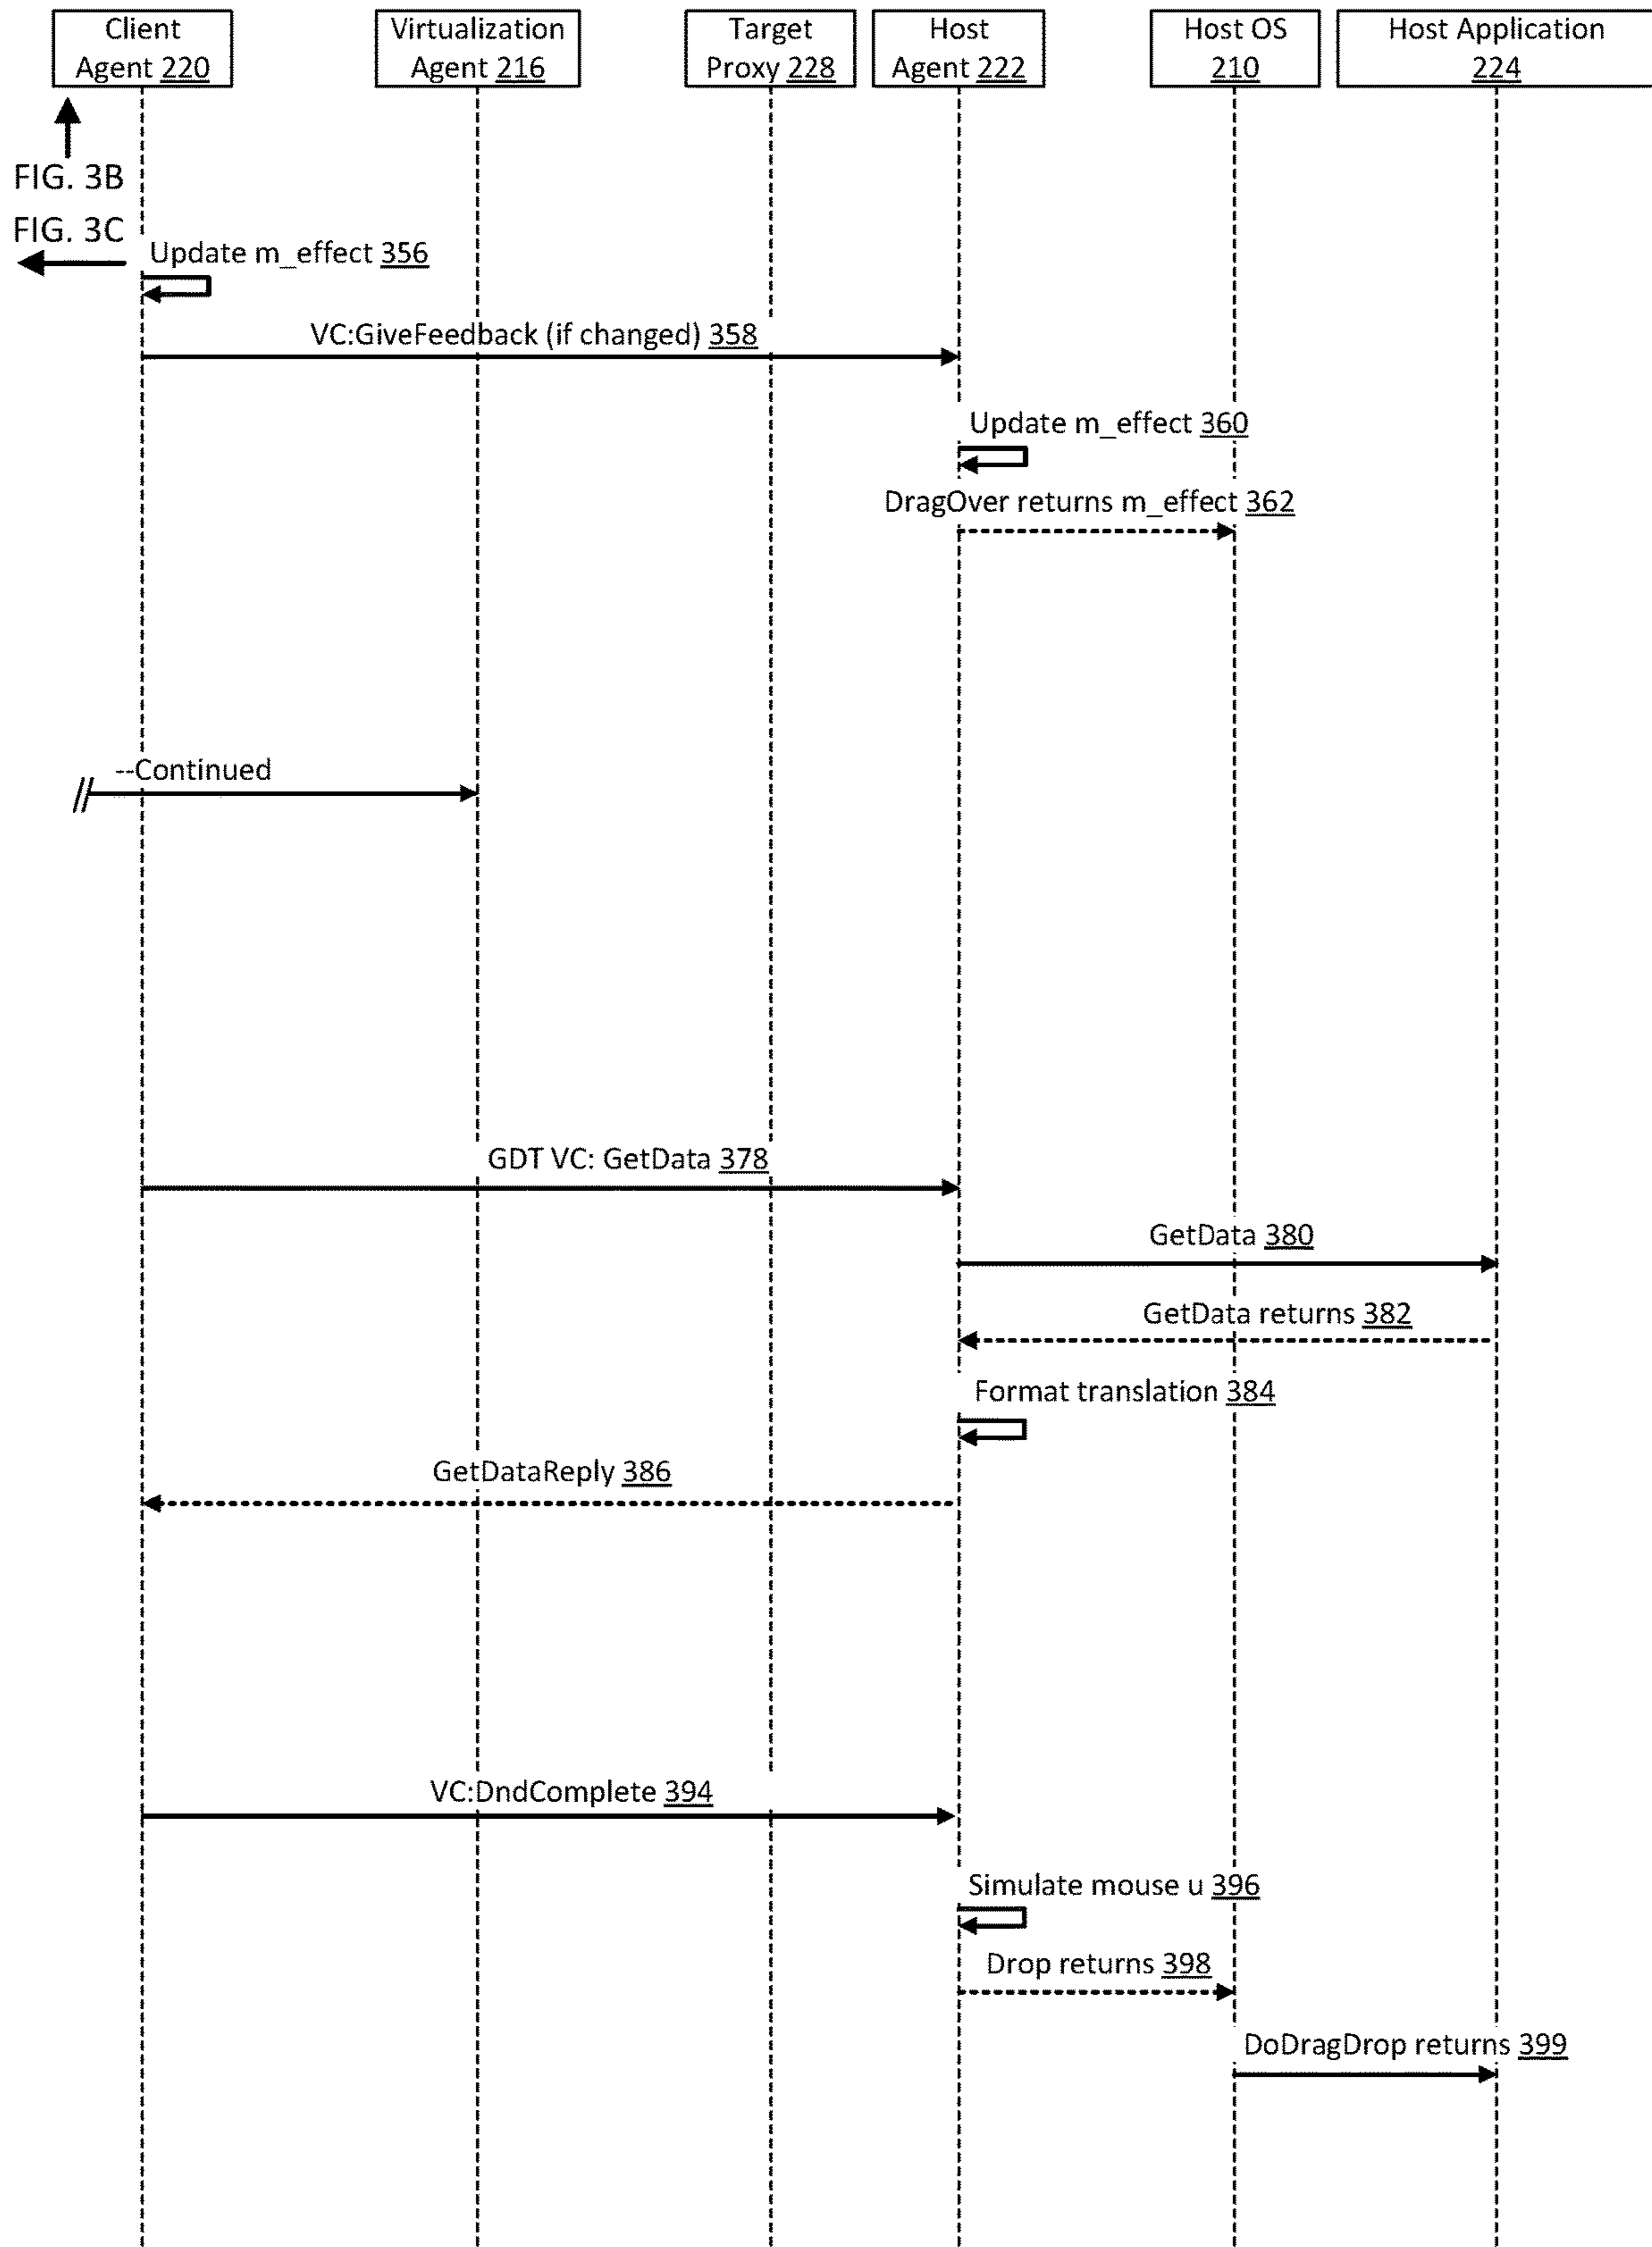 Client
Agent 220
Virtualization
Agent 216
Target
Proxy 228
Host
Agent 222
Host OS
210
Host Application
224
FIG. 3B
FIG. 3C
Update m_effect 356
VC:GiveFeedback (if changed) 358
Update m_effect 360
DragOver returns m_effect 362
--Continued
GDT VC: GetData 378
GetData 380
GetData returns 382
Format translation 384
GetDataReply 386
VC:DndComplete 394
Simulate mouse u 396
Drop returns 398
DoDragDrop returns 399